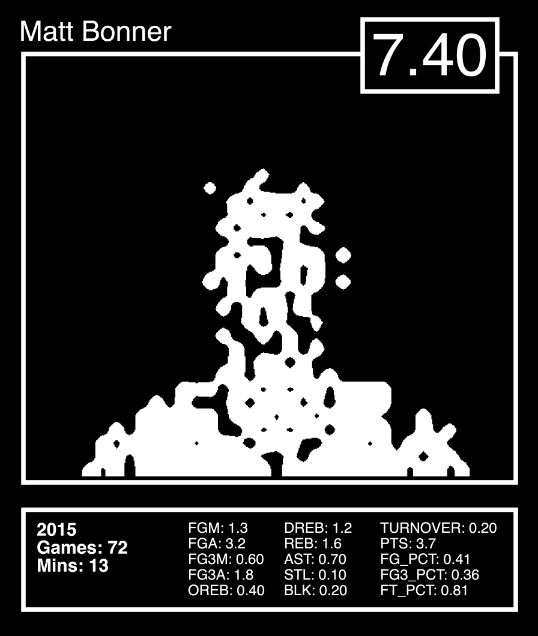 Matt Bonner
7.40
2015
Games: 72
Mins: 13
FGM: 1.3
FGA: 3.2
FG3M: 0.60
FG3A: 1.8
OREB: 0.40
DREB: 1.2
REB: 1.6
AST: 0.70
STL: 0.10
BLK: 0.20
TURNOVER: 0.20
PTS: 3.7
FG_PCT: 0.41
FG3_PCT: 0.36
FT_PCT: 0.81